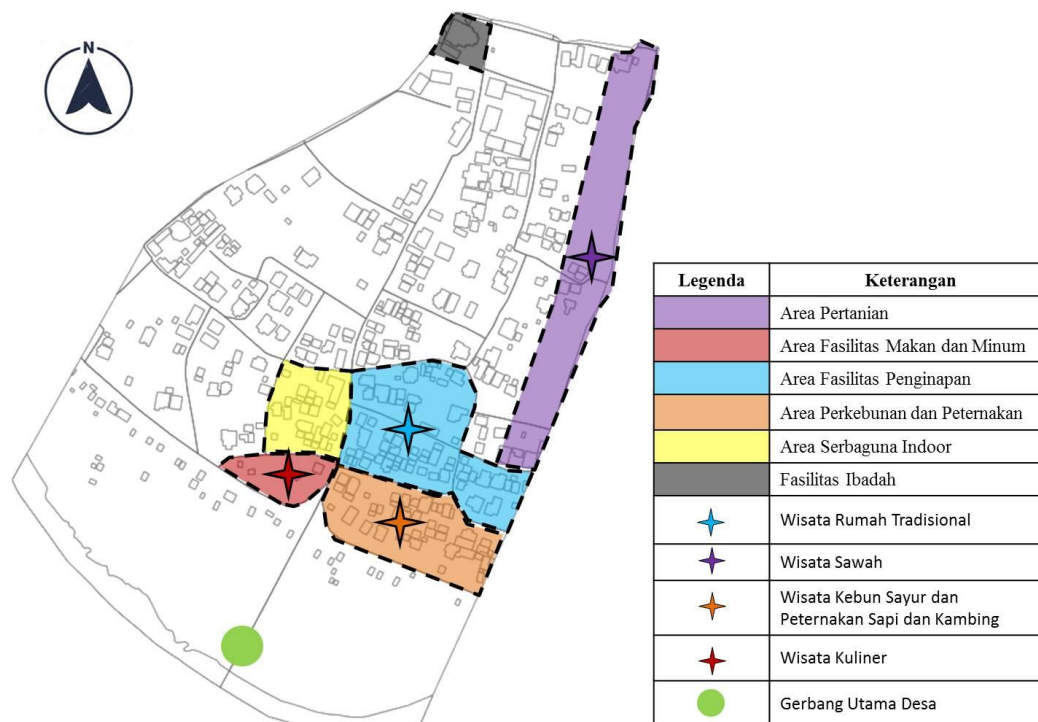 N
Legenda Keterangan
Area Pertanian
Area Fasilitas Makan dan Minum
Area Fasilitas Penginapan
Area Perkebunan dan Peternakan
Area Serbaguna Indoor
Fasilitas Ibadah
Wisata Rumah Tradisional
Wisata Sawah
Wisata Kebun Sayur dan
Peternakan Sapi dan Kambing
Wisata Kuliner
Gerbang Utama Desa